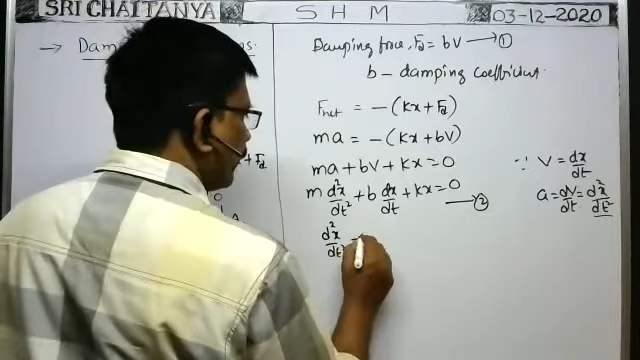 SRI CHAITANYA
S H M
03-12-2020
→ Dam
ns:
+ Fd
Damping force, Fd = bV → ①
b – damping coefficient.
Fnet = –(Kx + Fd)
ma = –(Kx + bV)
ma + bV + Kx = 0
m d²x/dt² + b dx/dt + Kx = 0 → ②
d²x/dt²
∵ V = dx/dt
a = dV/dt = d²x/dt²